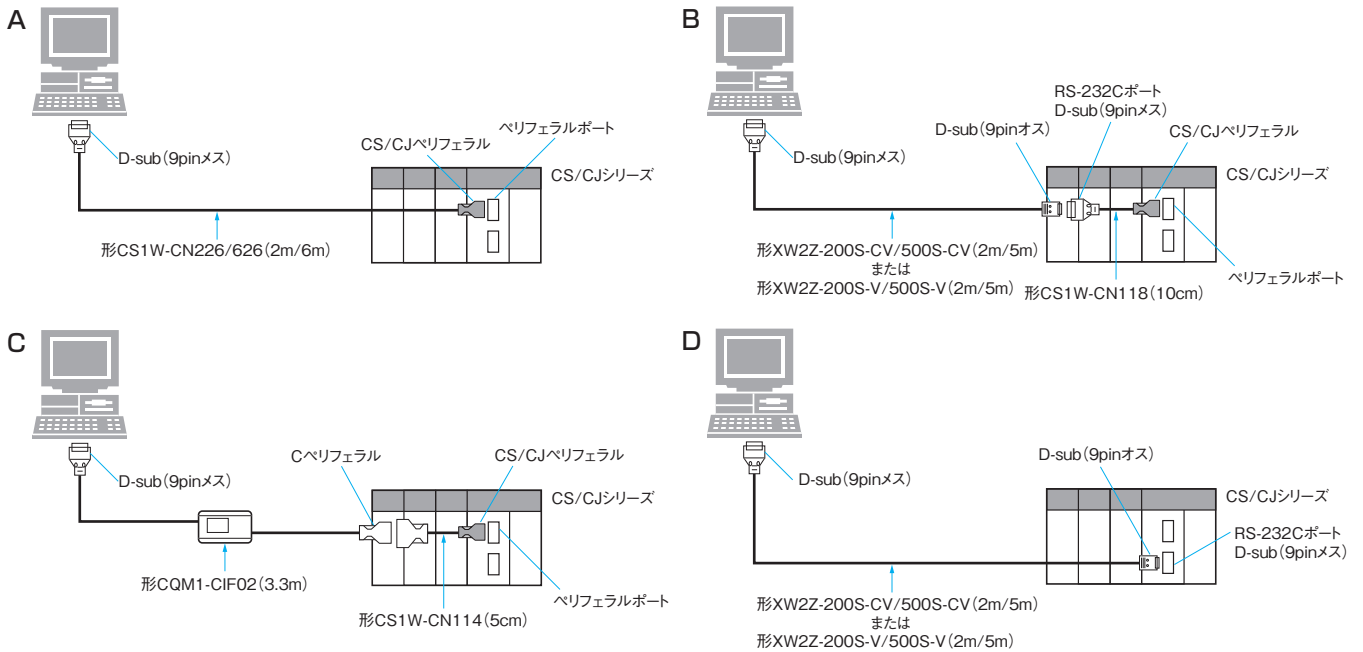 A
D-sub（9pinメス）
CS/CJペリフェラル
ペリフェラルポート
CS/CJシリーズ
形CS1W-CN226/626（2m/6m）
B
D-sub（9pinメス）
D-sub（9pinオス）
RS-232Cポート
D-sub（9pinメス）
CS/CJペリフェラル
CS/CJシリーズ
形XW2Z-200S-CV/500S-CV（2m/5m）
または
形XW2Z-200S-V/500S-V（2m/5m）
形CS1W-CN118（10cm）
ペリフェラルポート
C
D-sub（9pinメス）
Cペリフェラル
CS/CJペリフェラル
CS/CJシリーズ
形CQM1-CIF02（3.3m）
形CS1W-CN114（5cm）
ペリフェラルポート
D
D-sub（9pinメス）
D-sub（9pinオス）
CS/CJシリーズ
RS-232Cポート
D-sub（9pinメス）
形XW2Z-200S-CV/500S-CV（2m/5m）
または
形XW2Z-200S-V/500S-V（2m/5m）